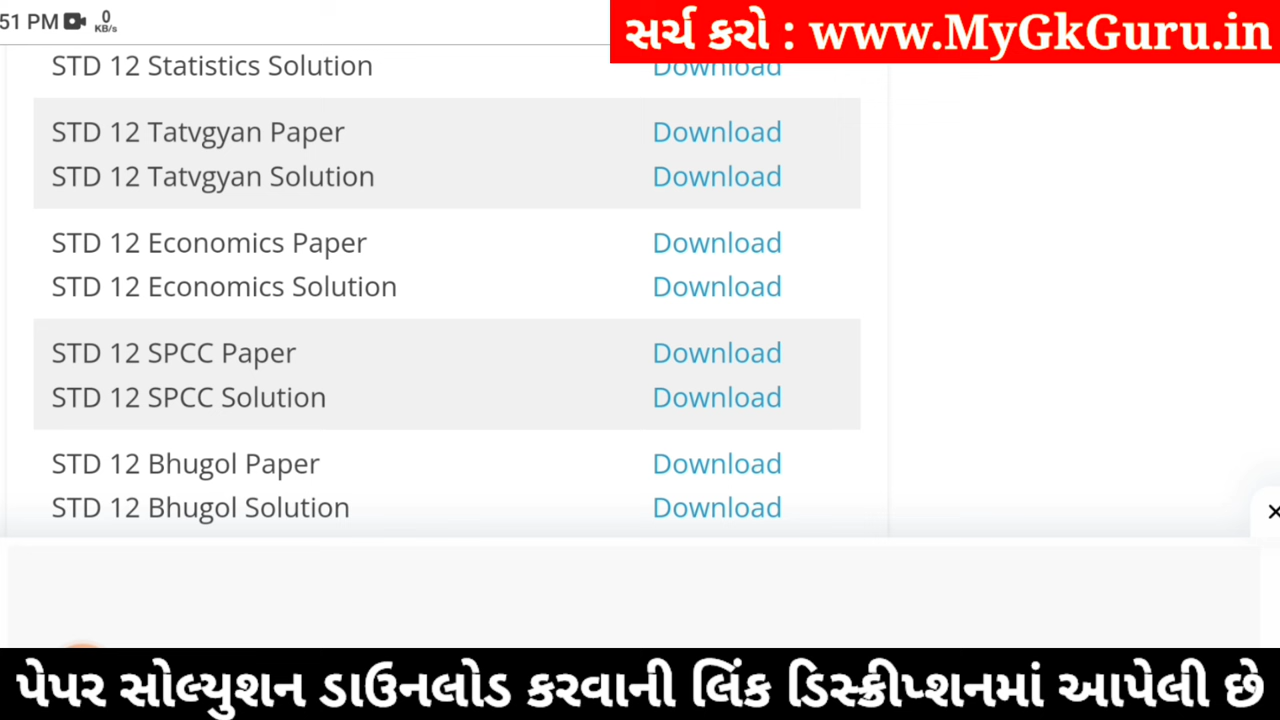 51 PM 0 KB/s
સર્ચ કરો : www.MyGkGuru.in
STD 12 Statistics Solution Download
STD 12 Tatvgyan Paper Download
STD 12 Tatvgyan Solution Download
STD 12 Economics Paper Download
STD 12 Economics Solution Download
STD 12 SPCC Paper Download
STD 12 SPCC Solution Download
STD 12 Bhugol Paper Download
STD 12 Bhugol Solution Download
પેપર સોલ્યુશન ડાઉનલોડ કરવાની લિંક ડિસ્ક્રીપ્શનમાં આપેલી છે